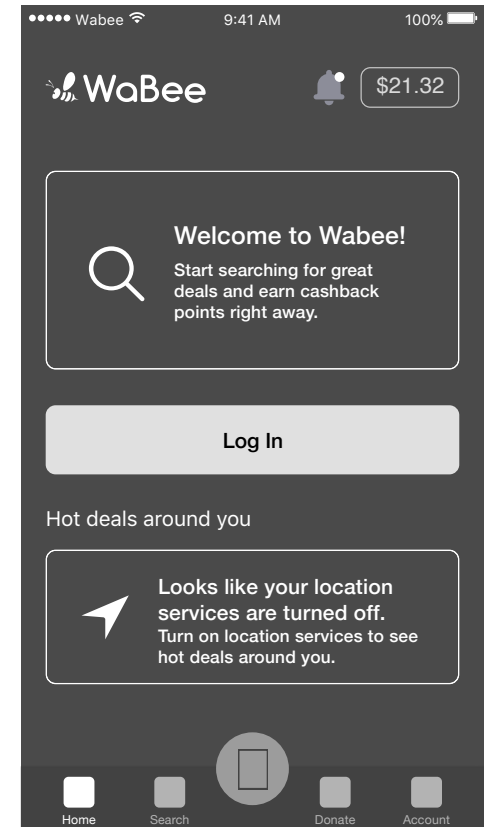 Wabee 9:41 AM 100%
WaBee $21.32
Welcome to Wabee!
Start searching for great
deals and earn cashback
points right away.
Log In
Hot deals around you
Looks like your location
services are turned off.
Turn on location services to see
hot deals around you.
Home Search Donate Account